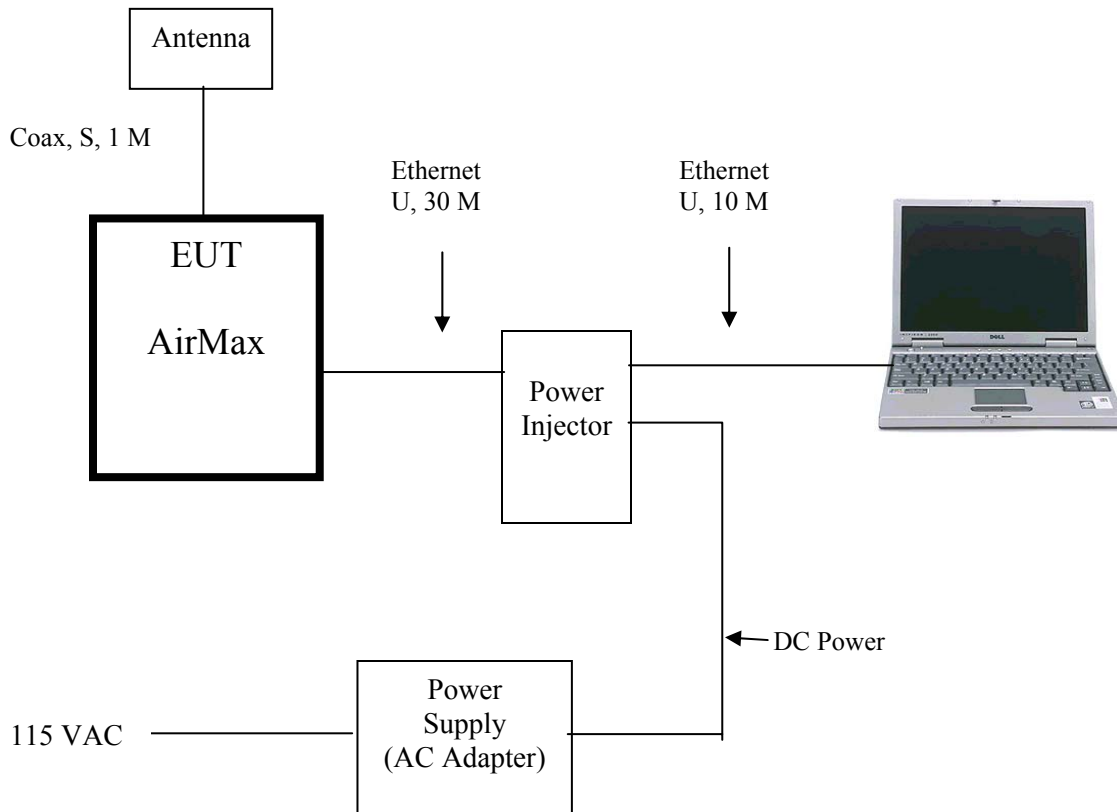 Antenna
Coax, S, 1 M
Ethernet
U, 30 M
Ethernet
U, 10 M
EUT
AirMax
Power
Injector
DELL
DC Power
Power
Supply
(AC Adapter)
115 VAC